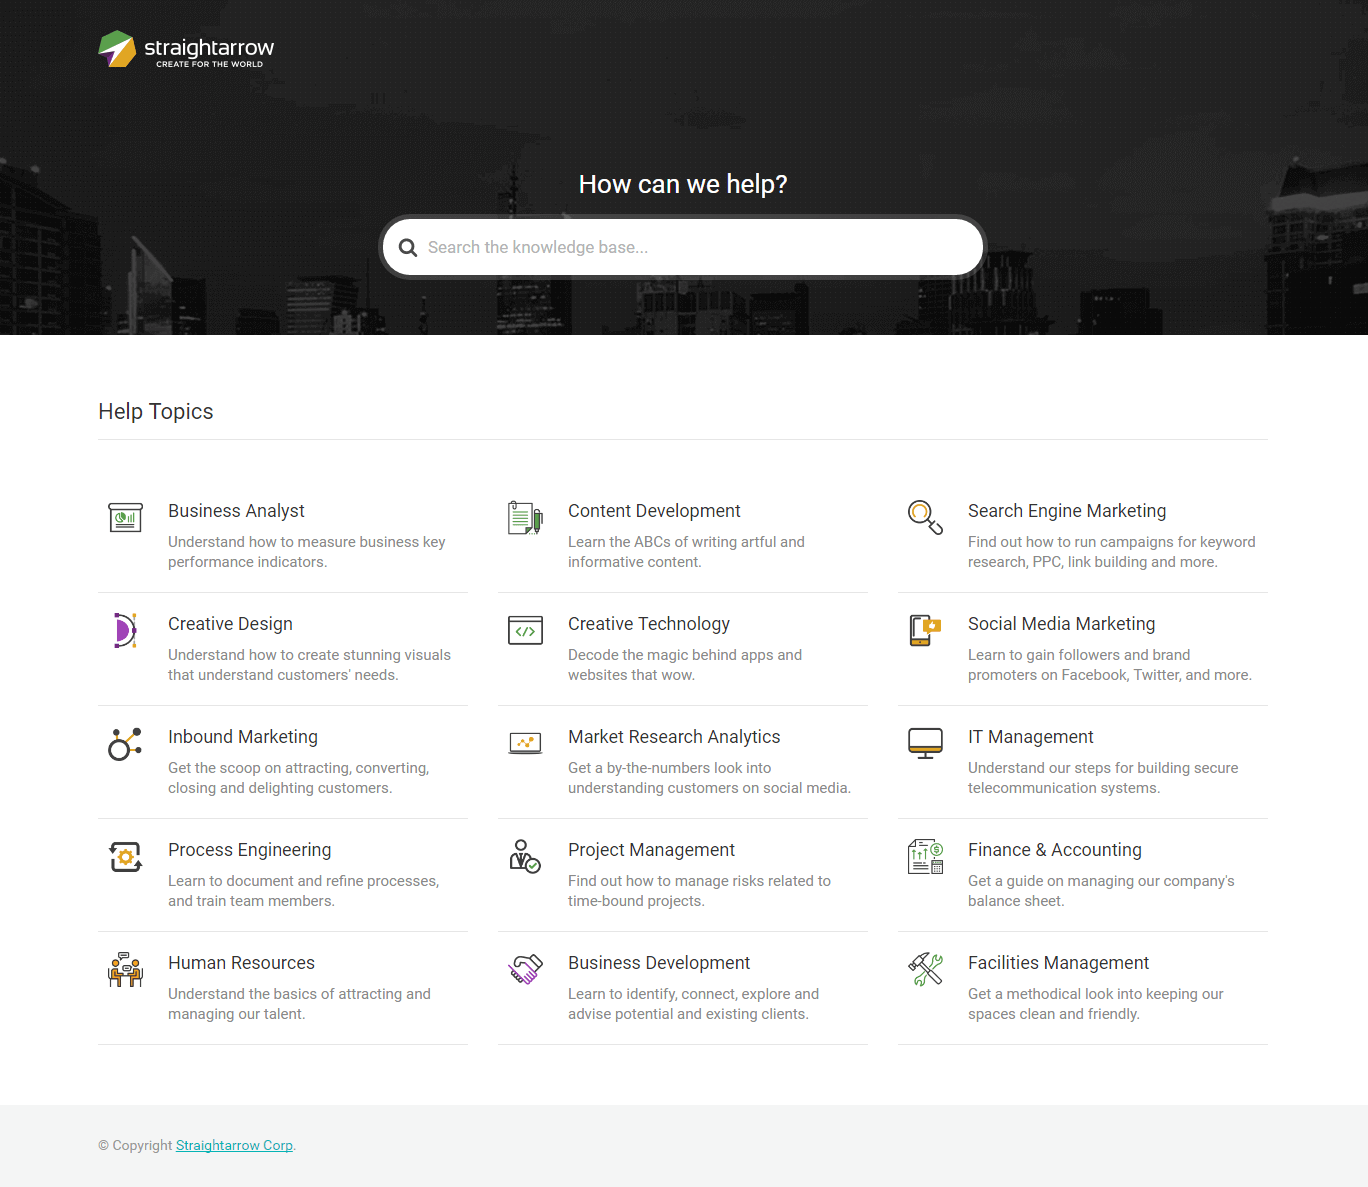 straightarrow
CREATE FOR THE WORLD
How can we help?
Search the knowledge base...
Help Topics
Business Analyst
Understand how to measure business key
performance indicators.
Content Development
Learn the ABCs of writing artful and
informative content.
Search Engine Marketing
Find out how to run campaigns for keyword
research, PPC, link building and more.
Creative Design
Understand how to create stunning visuals
that understand customers' needs.
Creative Technology
Decode the magic behind apps and
websites that wow.
Social Media Marketing
Learn to gain followers and brand
promoters on Facebook, Twitter, and more.
Inbound Marketing
Get the scoop on attracting, converting,
closing and delighting customers.
Market Research Analytics
Get a by-the-numbers look into
understanding customers on social media.
IT Management
Understand our steps for building secure
telecommunication systems.
Process Engineering
Learn to document and refine processes,
and train team members.
Project Management
Find out how to manage risks related to
time-bound projects.
Finance & Accounting
Get a guide on managing our company's
balance sheet.
Human Resources
Understand the basics of attracting and
managing our talent.
Business Development
Learn to identify, connect, explore and
advise potential and existing clients.
Facilities Management
Get a methodical look into keeping our
spaces clean and friendly.
© Copyright Straightarrow Corp.